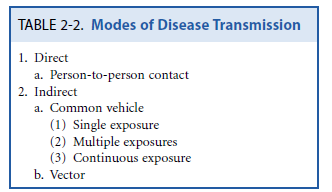 TABLE 2-2. Modes of Disease Transmission
1. Direct
a. Person-to-person contact
2. Indirect
a. Common vehicle
(1) Single exposure
(2) Multiple exposures
(3) Continuous exposure
b. Vector